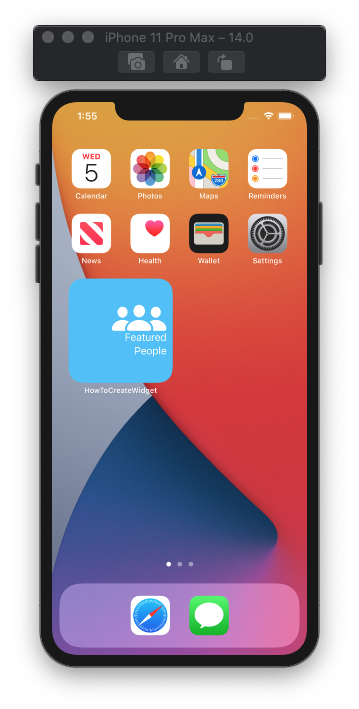 iPhone 11 Pro Max – 14.0
1:55
WED
5
Calendar
Photos
280
Maps
Reminders
News
Health
Wallet
Settings
Featured
People
HowToCreateWidget